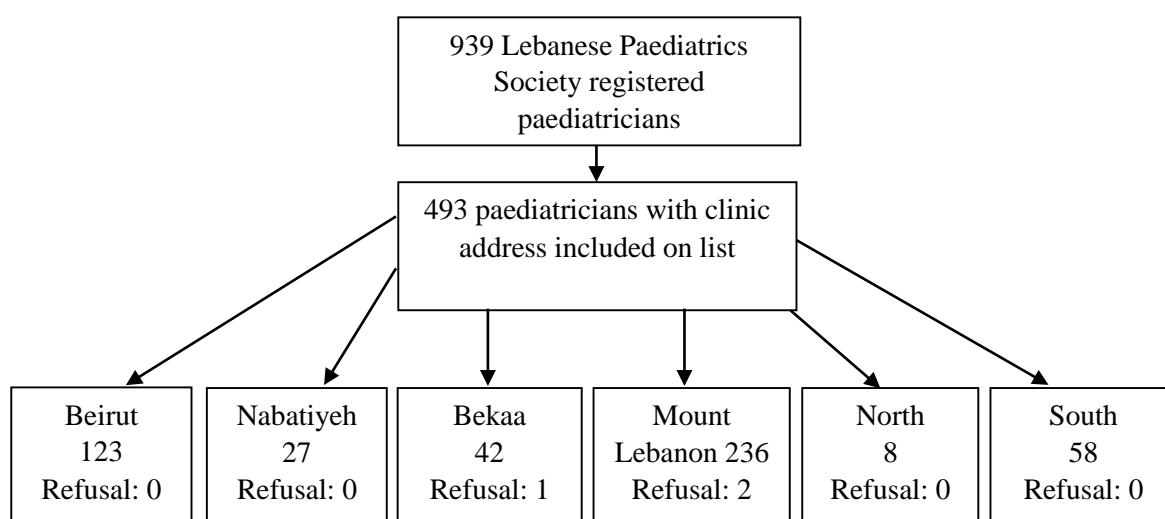 939 Lebanese Paediatrics
Society registered
paediatricians
493 paediatricians with clinic
address included on list
Beirut
123
Refusal: 0
Nabatiyeh
27
Refusal: 0
Bekaa
42
Refusal: 1
Mount
Lebanon 236
Refusal: 2
North
8
Refusal: 0
South
58
Refusal: 0